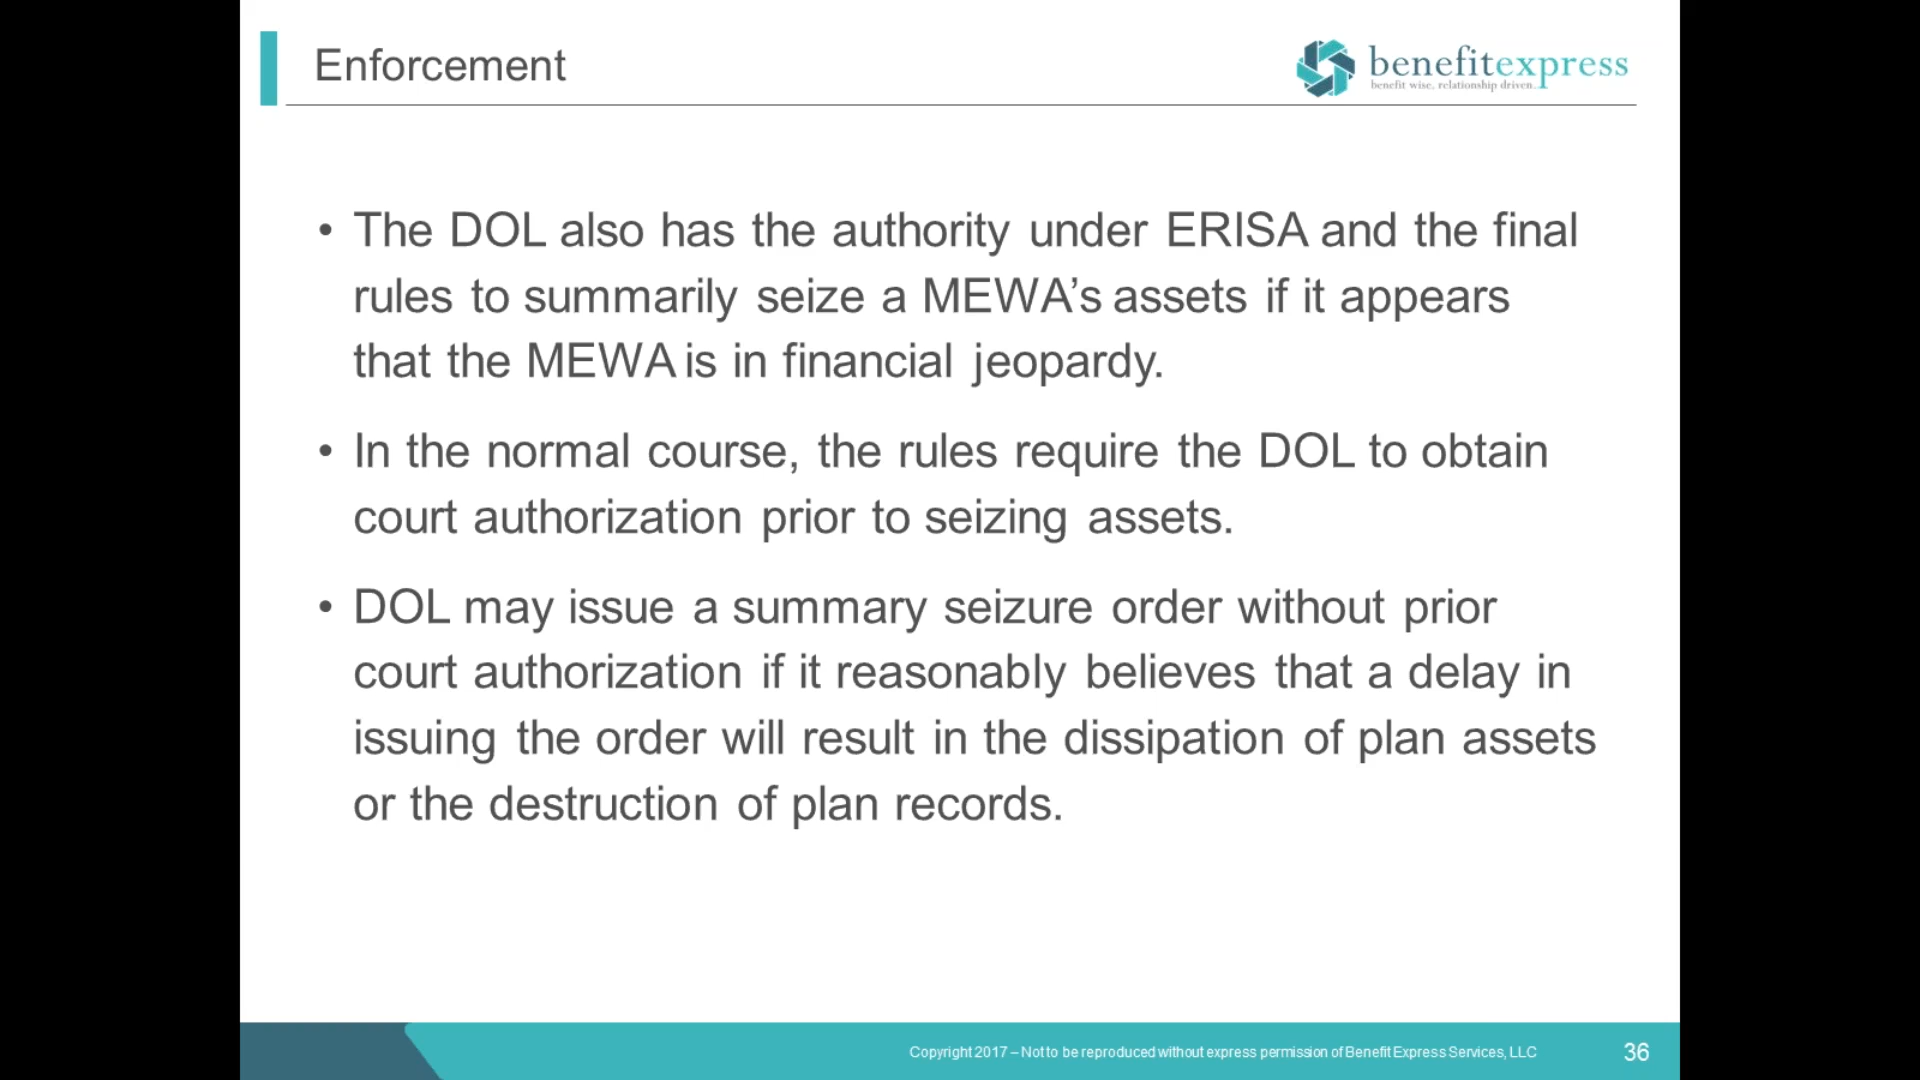 Enforcement
benefitexpress
benefit wise. relationship driven.
• The DOL also has the authority under ERISA and the final
rules to summarily seize a MEWA’s assets if it appears
that the MEWA is in financial jeopardy.
• In the normal course, the rules require the DOL to obtain
court authorization prior to seizing assets.
• DOL may issue a summary seizure order without prior
court authorization if it reasonably believes that a delay in
issuing the order will result in the dissipation of plan assets
or the destruction of plan records.
Copyright 2017 – Not to be reproduced without express permission of Benefit Express Services, LLC
36